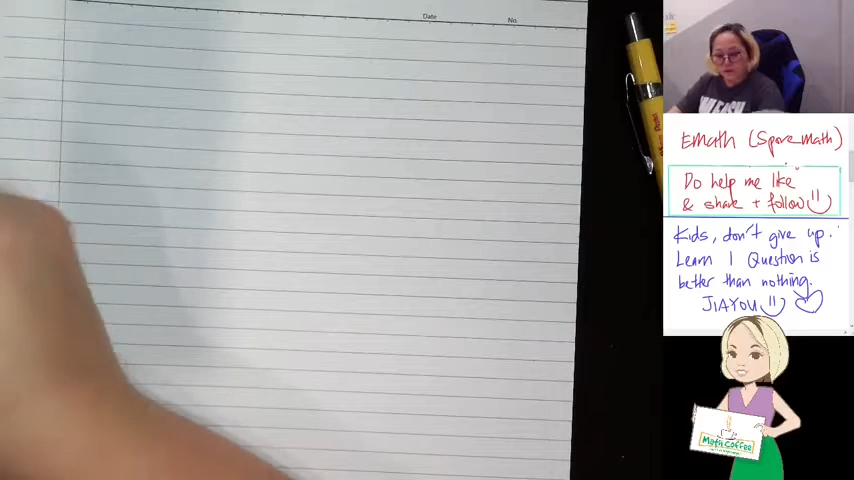 Date No.
Emath (Spore math)
Do help me like
& share + follow
Kids, don't give up.
Learn 1 Question is
better than nothing.
JIAYOU
Math Coffee